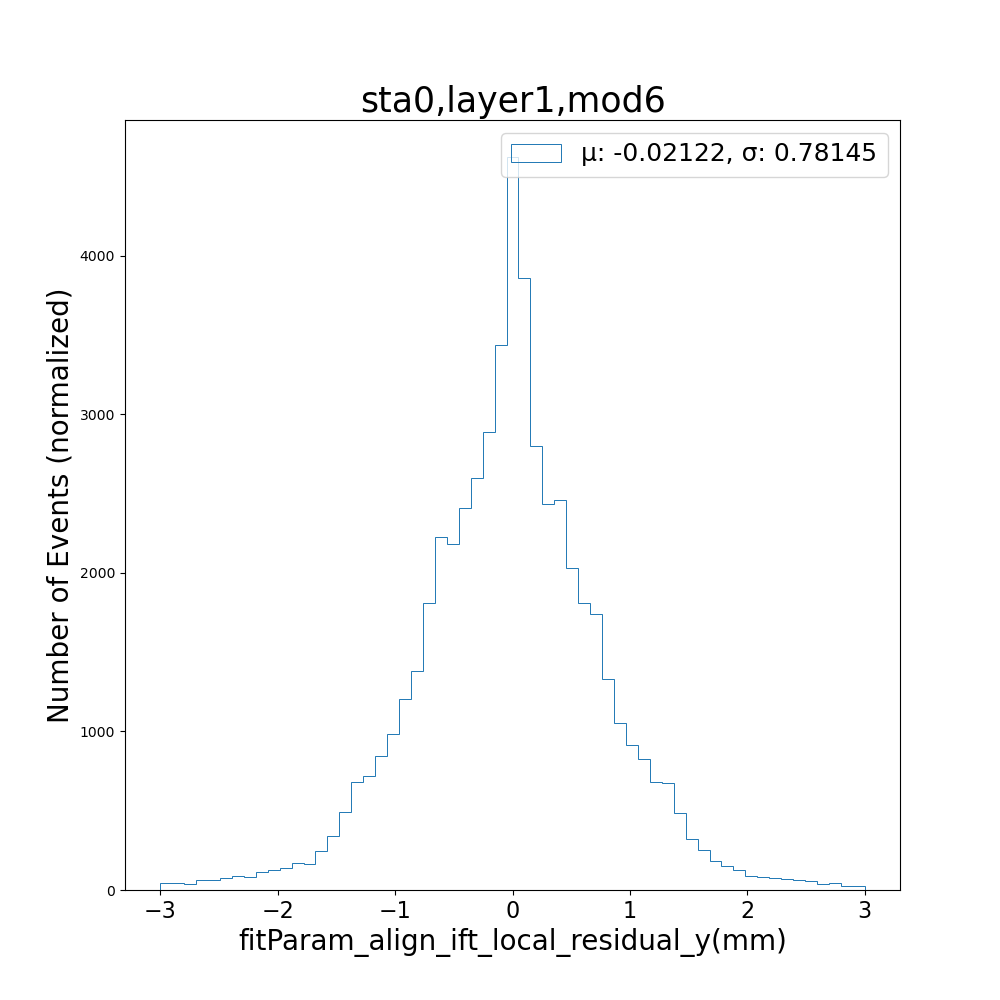 sta0,layer1,mod6
μ: -0.02122, σ: 0.78145
Number of Events (normalized)
4000
3000
2000
1000
0
−3 −2 −1 0 1 2 3
fitParam_align_ift_local_residual_y(mm)